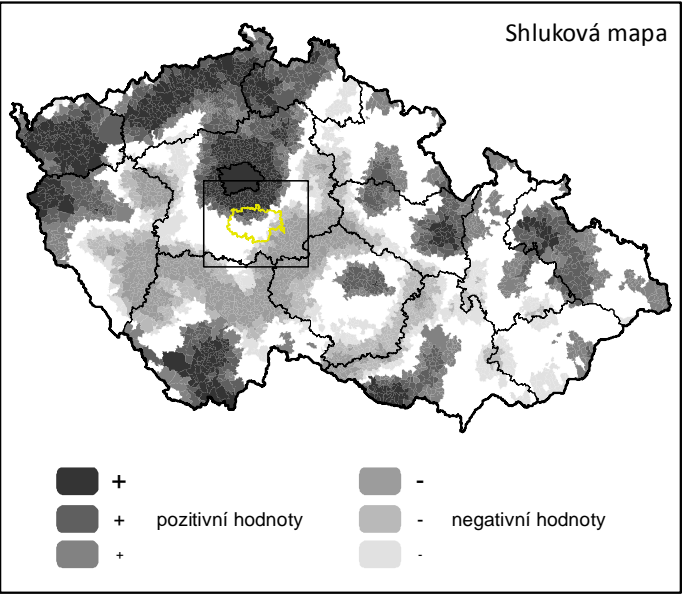 Shluková mapa
+ -
+ pozitivní hodnoty - negativní hodnoty
+ -